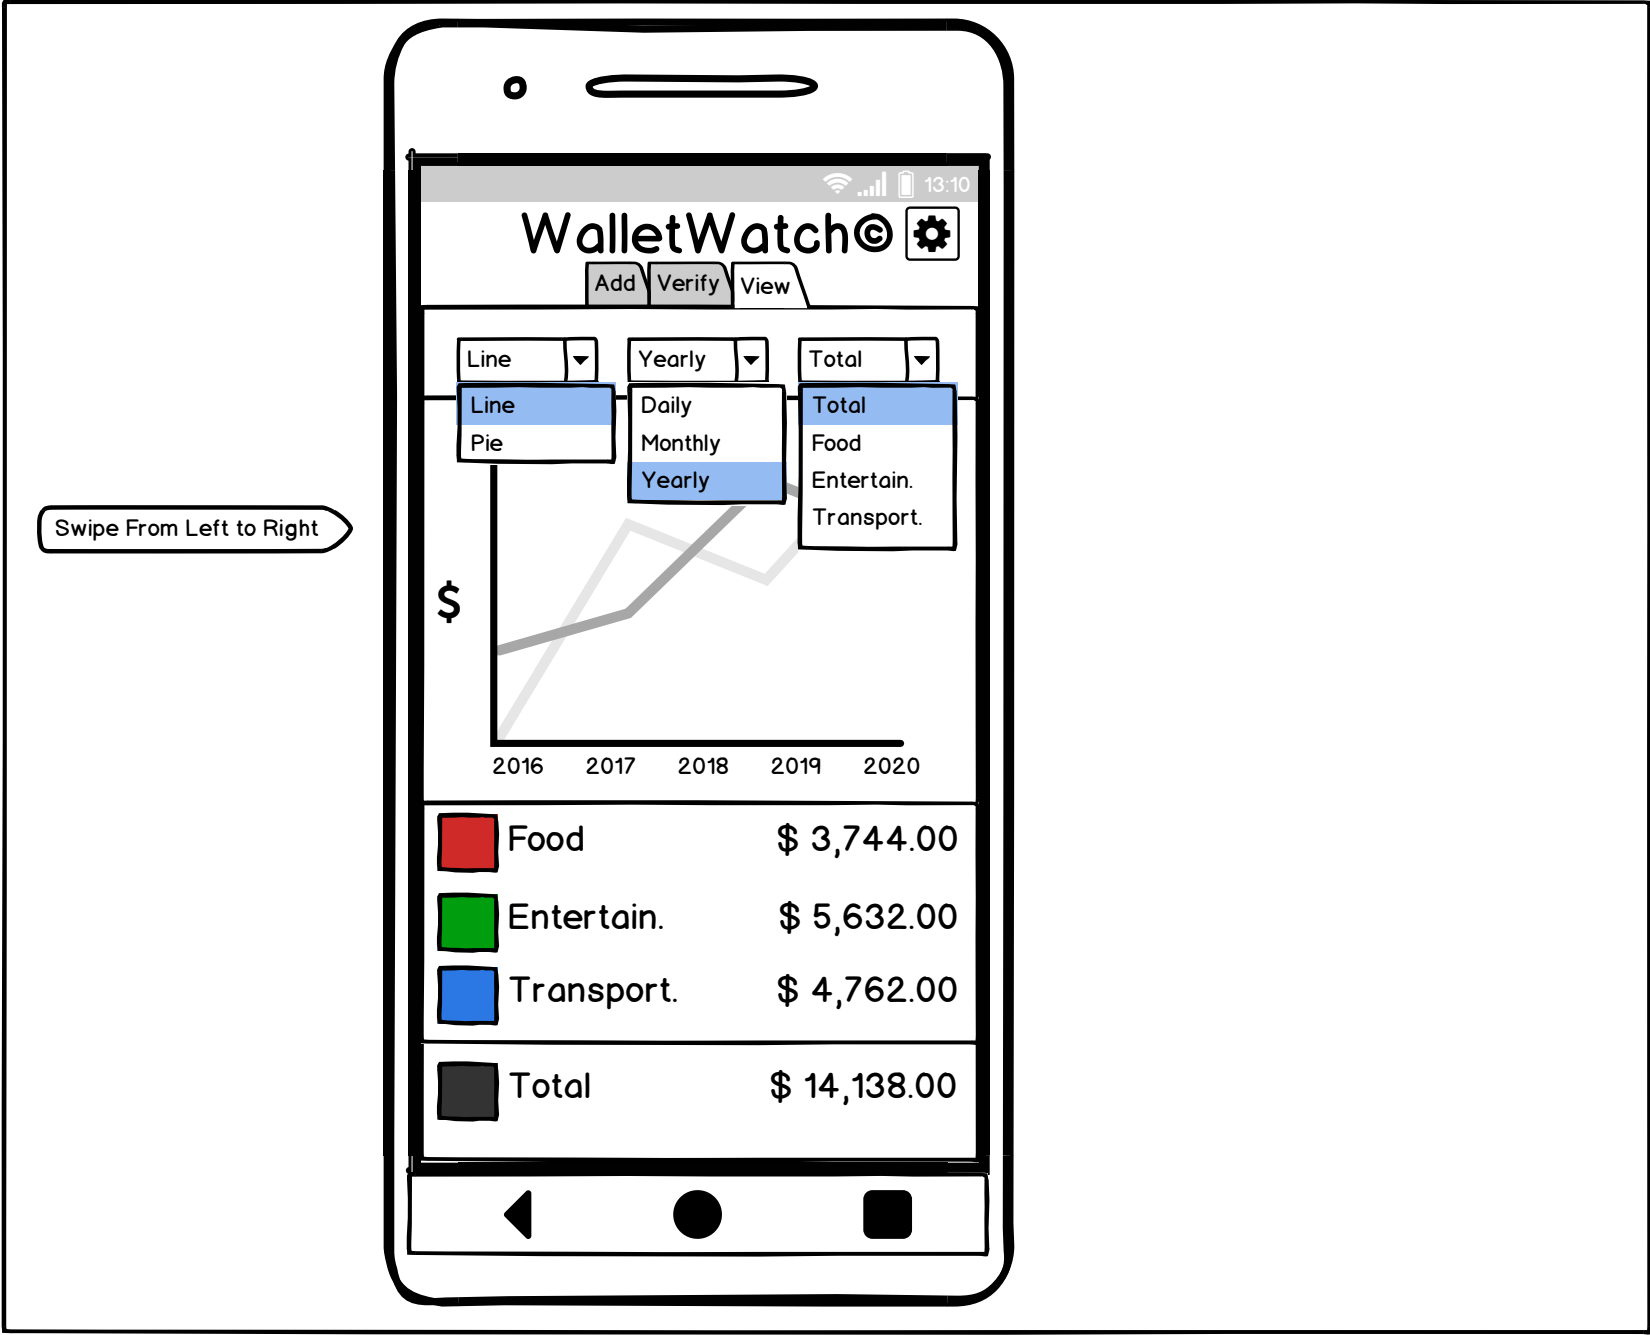 13:10
WalletWatch©
Add Verify View
Line Yearly Total
Line Daily Total
Pie Monthly Food
Yearly Entertain.
Transport.
Swipe From Left to Right
$
2016 2017 2018 2019 2020
Food $ 3,744.00
Entertain. $ 5,632.00
Transport. $ 4,762.00
Total $ 14,138.00